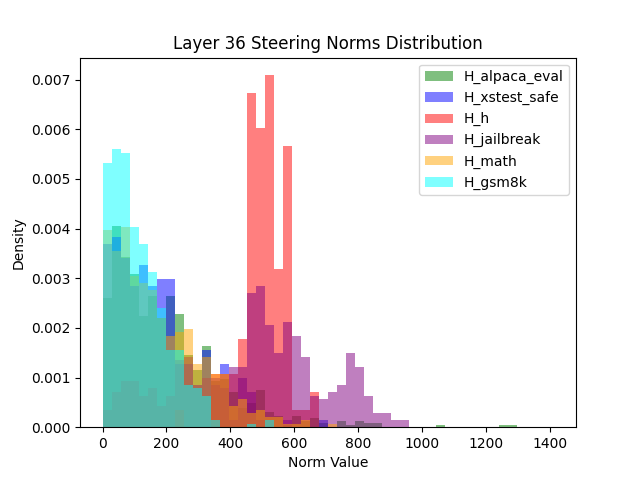 Layer 36 Steering Norms Distribution
H_alpaca_eval
H_xstest_safe
H_h
H_jailbreak
H_math
H_gsm8k
0.007
0.006
0.005
0.004
0.003
0.002
0.001
0.000
Density
0 200 400 600 800 1000 1200 1400
Norm Value